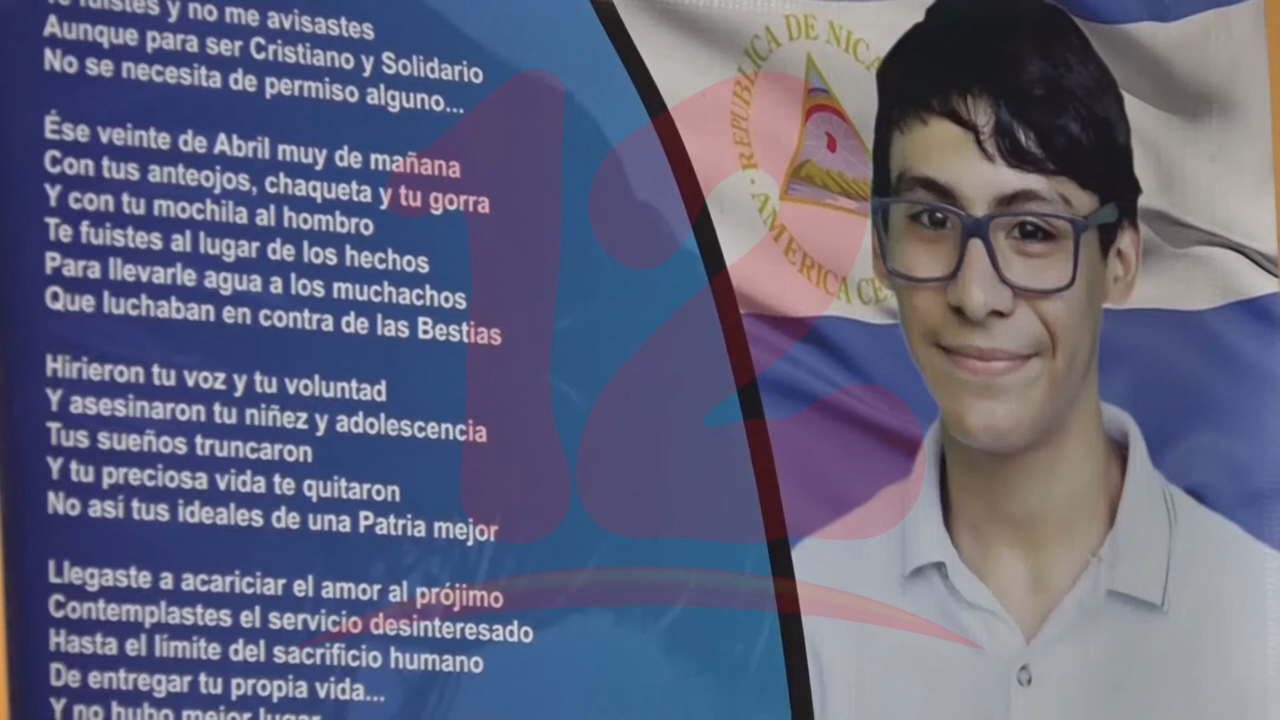 Te fuistes y no me avisastes
Aunque para ser Cristiano y Solidario
No se necesita de permiso alguno...
Ése veinte de Abril muy de mañana
Con tus anteojos, chaqueta y tu gorra
Y con tu mochila al hombro
Te fuistes al lugar de los hechos
Para llevarle agua a los muchachos
Que luchaban en contra de las Bestias
Hirieron tu voz y tu voluntad
Y asesinaron tu niñez y adolescencia
Tus sueños truncaron
Y tu preciosa vida te quitaron
No así tus ideales de una Patria mejor
Llegaste a acariciar el amor al prójimo
Contemplastes el servicio desinteresado
Hasta el límite del sacrificio humano
De entregar tu propia vida...
Y no hubo mejor lugar
REPUBLICA DE NICA
AMERICA CE
12